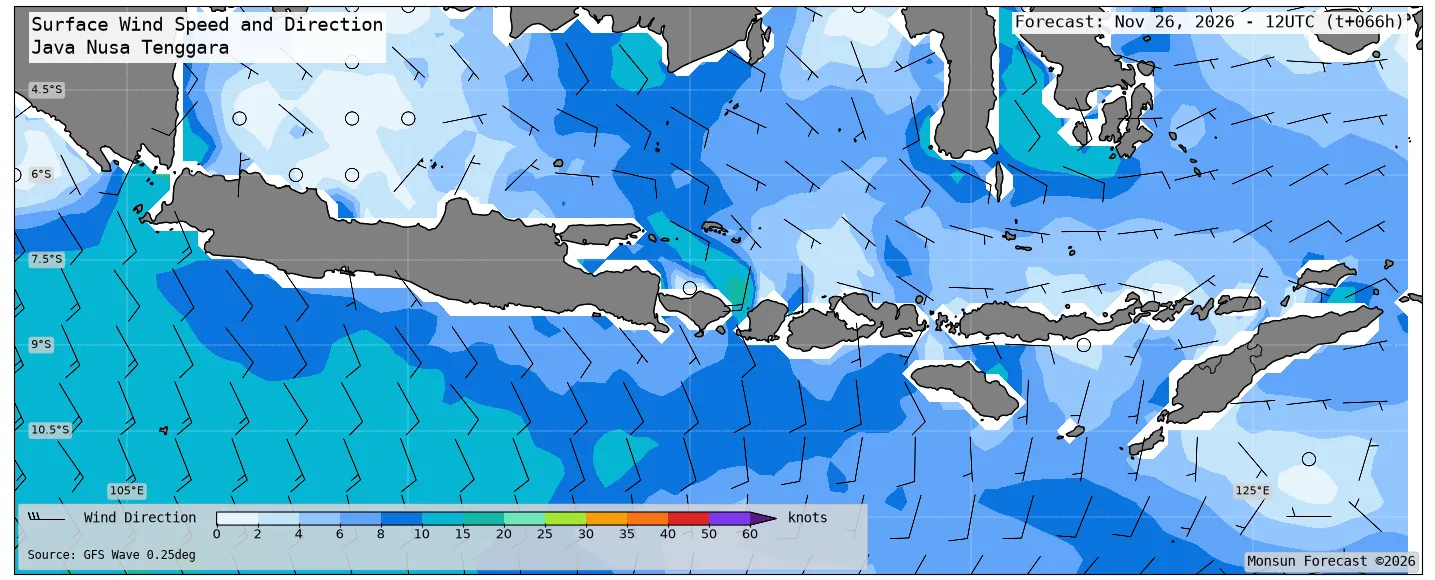 Surface Wind Speed and Direction
Java Nusa Tenggara
Forecast: Nov 26, 2026 - 12UTC (t+066h)
4.5°S
6°S
7.5°S
9°S
10.5°S
105°E
125°E
Wind Direction
0 2 4 6 8 10 15 20 25 30 35 40 50 60
knots
Source: GFS Wave 0.25deg
Monsun Forecast ©2026